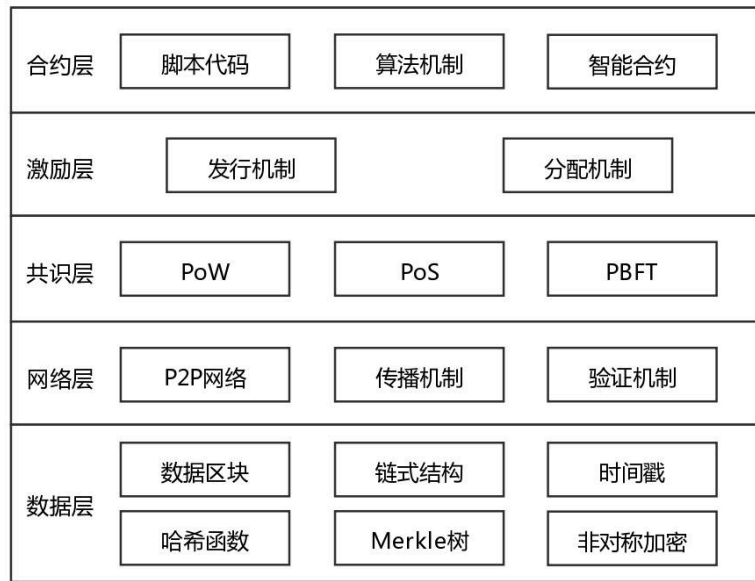 合约层 脚本代码 算法机制 智能合约
激励层 发行机制 分配机制
共识层 PoW PoS PBFT
网络层 P2P网络 传播机制 验证机制
数据层
数据区块 链式结构 时间戳
哈希函数 Merkle树 非对称加密